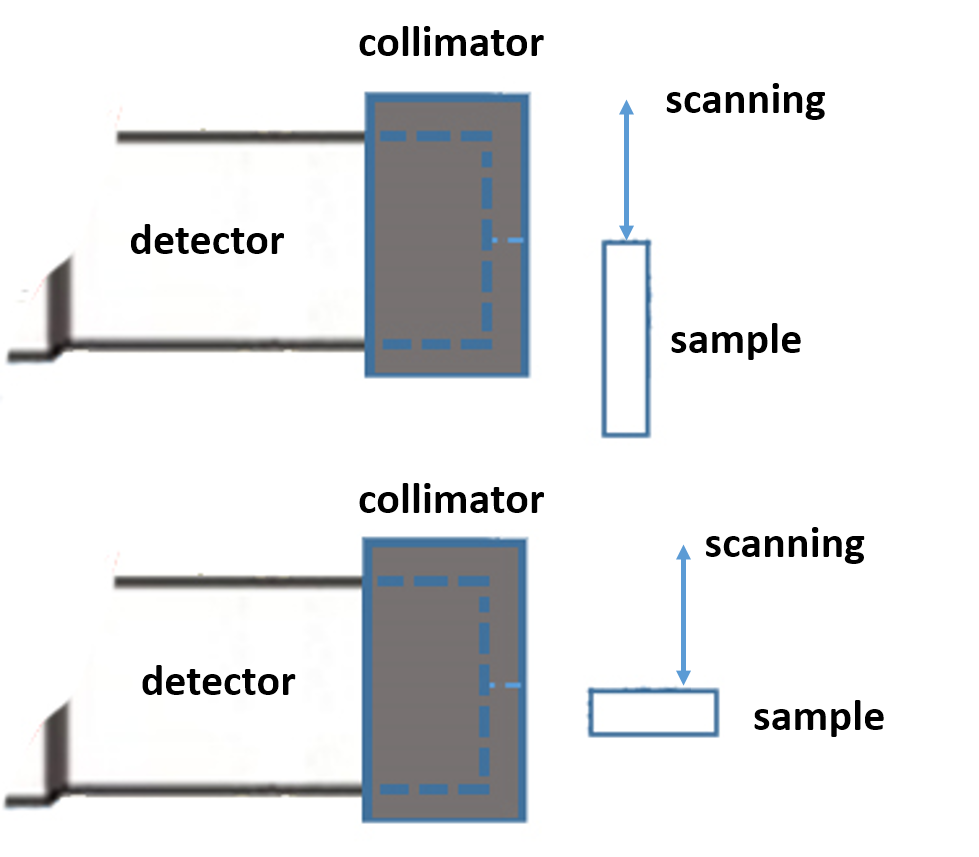 collimator
scanning
detector
sample
collimator
scanning
detector
sample